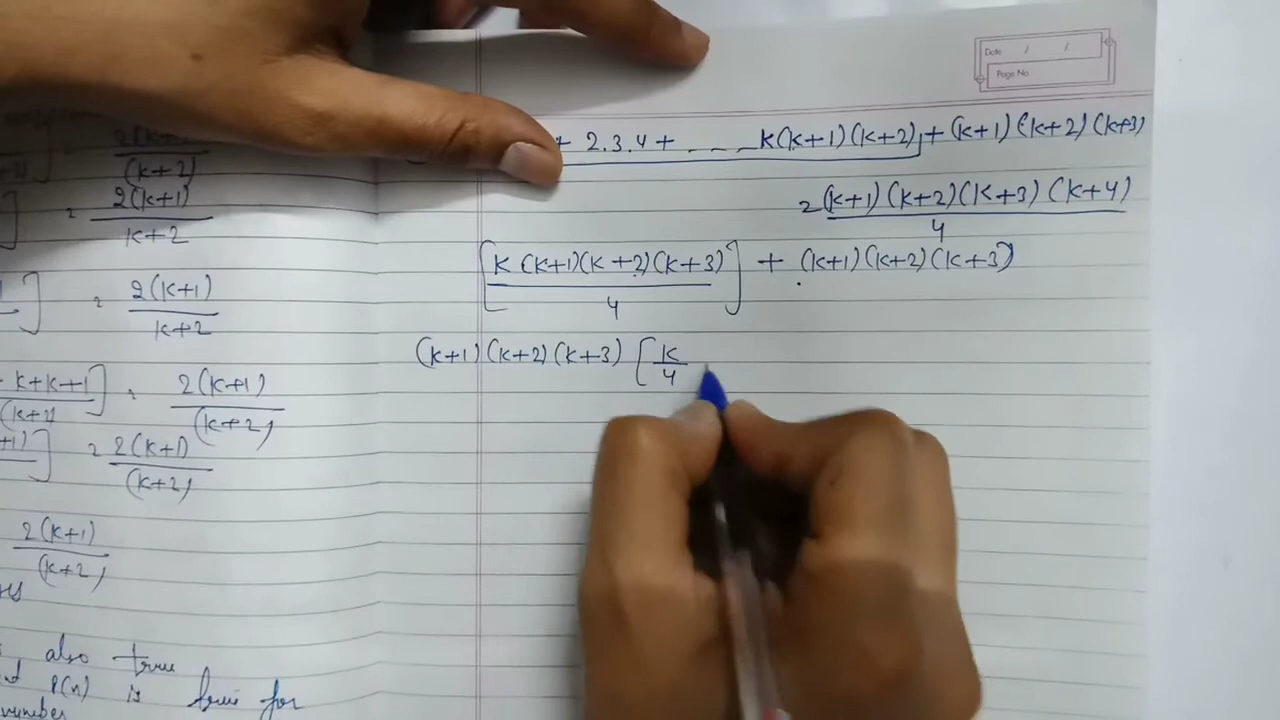 Date / /
Page No.
+ 2.3.4 + . _ _ _ k(k+1)(k+2) + (k+1)(k+2)(k+3)
= (k+1)(k+2)(k+3)(k+4)
4
[k(k+1)(k+2)(k+3)] + (k+1)(k+2)(k+3)
4
(k+1)(k+2)(k+3) [k
4
(k+2)
2(k+1)
] = 2(k+1)
k+2
] = 2(k+1)
k+2
k+k+1] = 2(k+1)
(k+2)
+1)] = 2(k+1)
(k+2)
2(k+1)
(k+2)
also true
P(n) is true for
number